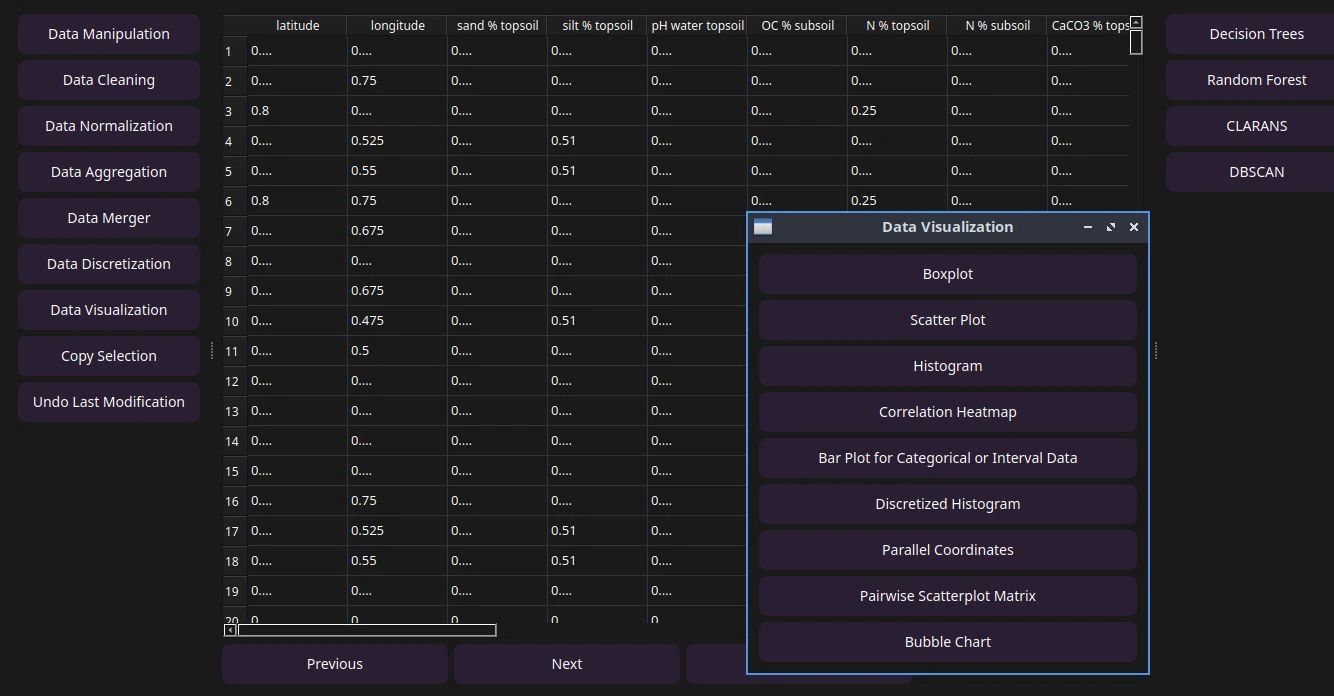 Data Manipulation
Data Cleaning
Data Normalization
Data Aggregation
Data Merger
Data Discretization
Data Visualization
Copy Selection
Undo Last Modification
latitude longitude sand % topsoil silt % topsoil pH water topsoil OC % subsoil N % topsoil N % subsoil CaCO3 % tops
1 0.... 0.... 0.... 0.... 0.... 0.... 0.... 0.... 0....
2 0.... 0.75 0.... 0.... 0.... 0.... 0.... 0.... 0....
3 0.8 0.... 0.... 0.... 0.... 0.... 0.25 0.... 0....
4 0.... 0.525 0.... 0.51 0.... 0.... 0.... 0.... 0....
5 0.... 0.55 0.... 0.51 0.... 0.... 0.... 0.... 0....
6 0.8 0.75 0.... 0.... 0.... 0.... 0.25 0.... 0....
7 0.... 0.675 0.... 0.... 0....
8 0.... 0.... 0.... 0.... 0....
9 0.... 0.675 0.... 0.... 0....
10 0.... 0.475 0.... 0.51 0....
11 0.... 0.5 0.... 0.... 0....
12 0.... 0.... 0.... 0.... 0....
13 0.... 0.... 0.... 0.... 0....
14 0.... 0.... 0.... 0.... 0....
15 0.... 0.... 0.... 0.... 0....
16 0.... 0.75 0.... 0.... 0....
17 0.... 0.525 0.... 0.51 0....
18 0.... 0.55 0.... 0.51 0....
19 0.... 0.... 0.... 0.... 0....
20 0 0 0 0 0
Previous
Next
Data Visualization
Boxplot
Scatter Plot
Histogram
Correlation Heatmap
Bar Plot for Categorical or Interval Data
Discretized Histogram
Parallel Coordinates
Pairwise Scatterplot Matrix
Bubble Chart
Decision Trees
Random Forest
CLARANS
DBSCAN